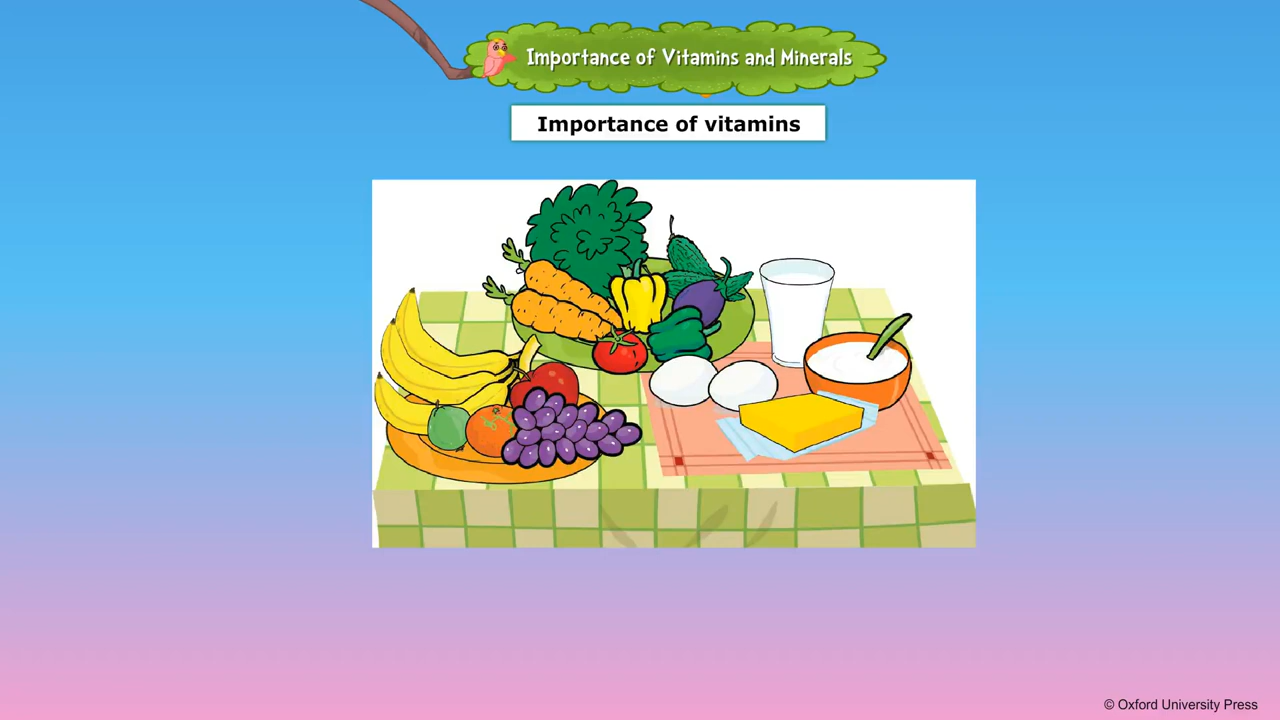 Importance of Vitamins and Minerals
Importance of vitamins
© Oxford University Press